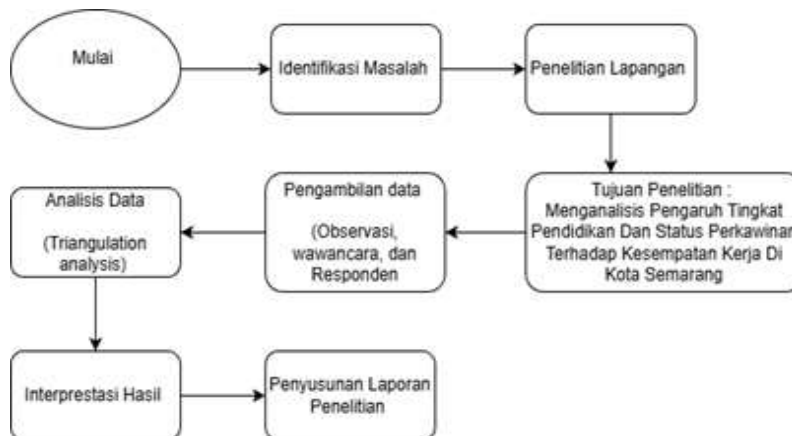 Mulai
Identifikasi Masalah
Penelitian Lapangan
Tujuan Penitian :
Menganalisis Pengaruh Tingkat
Pendidikan Dan Status Perkawinan
Terhadap Kesempatan Kerja Di
Kota Semarang
Pengambilan data
(Observasi,
wawancara, dan
Responden
Analisis Data
(Triangulation
analysis)
Interprestasi Hasil
Penyusunan Laporan
Penelitian